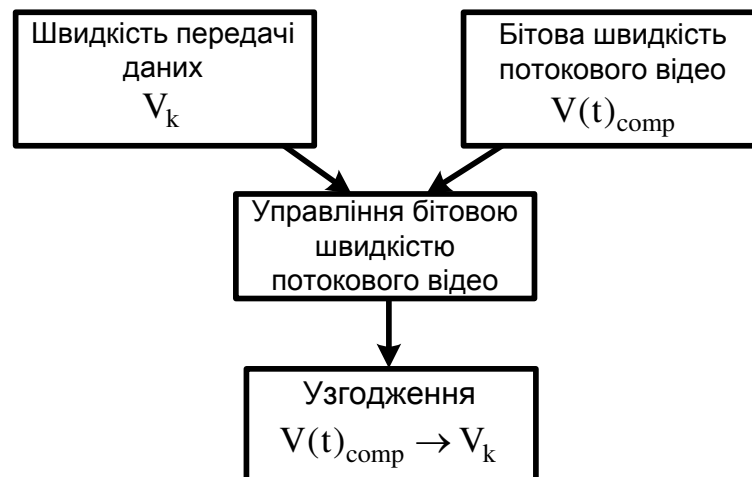 Швидкість передачі
даних
V_k
Бітова швидкість
потокового відео
V(t)_comp
Управління бітовою
швидкістю
потокового відео
Узгодження
V(t)_comp → V_k